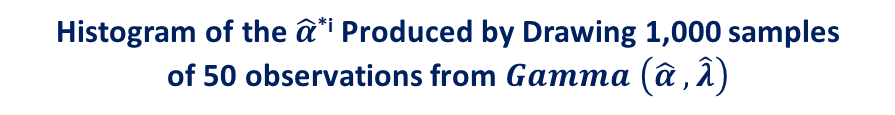 Histogram of the α̂*ⁱ Produced by Drawing 1,000 samples
of 50 observations from Gamma (α̂ , λ̂)